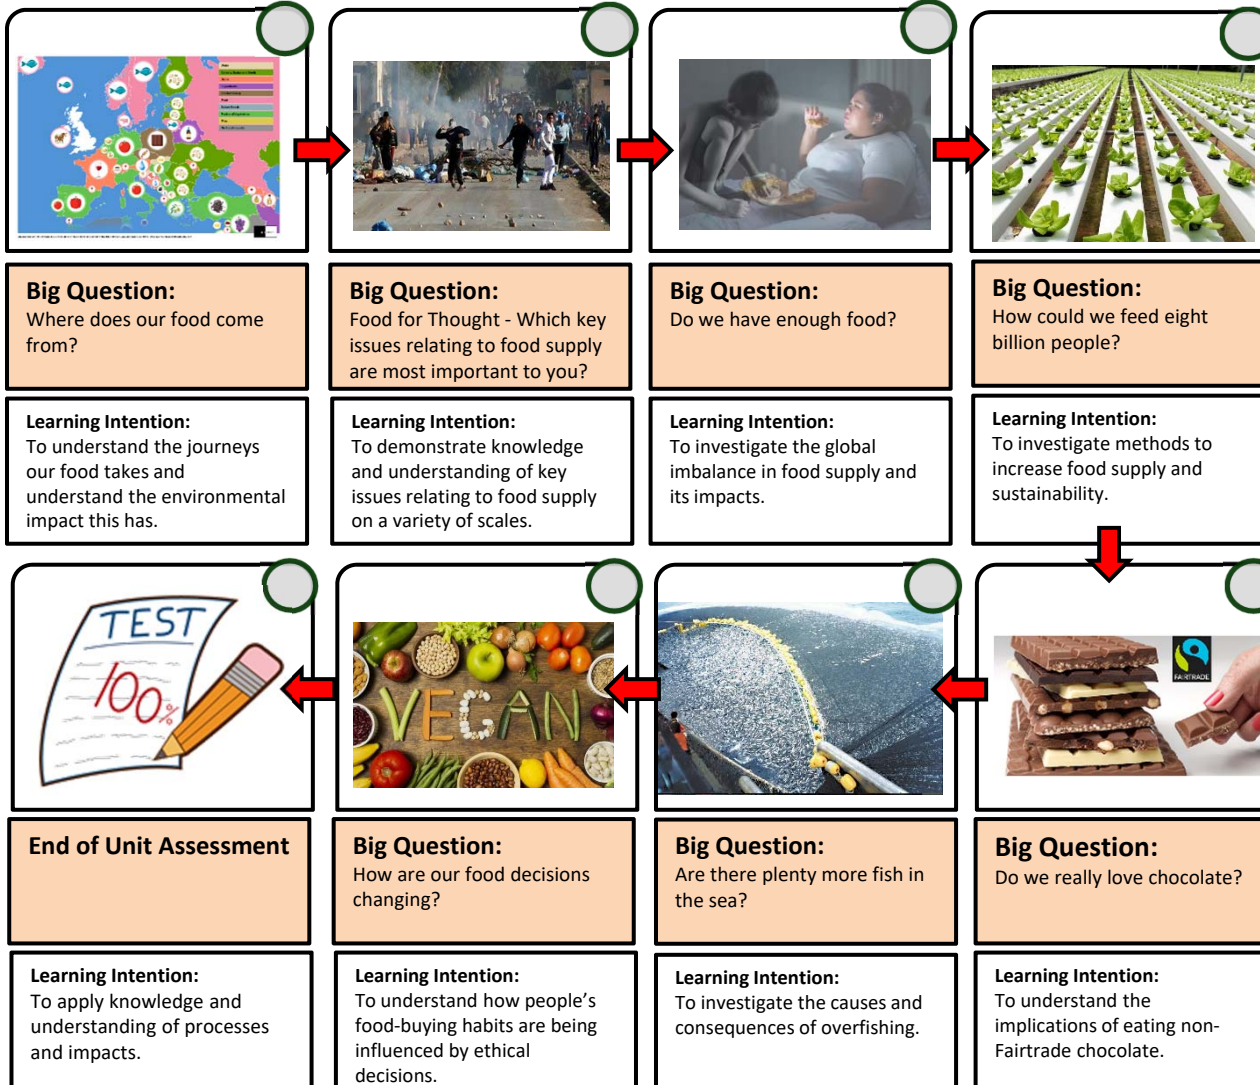 Big Question:
Where does our food come
from?
Learning Intention:
To understand the journeys
our food takes and
understand the environmental
impact this has.
Big Question:
Food for Thought - Which key
issues relating to food supply
are most important to you?
Learning Intention:
To demonstrate knowledge
and understanding of key
issues relating to food supply
on a variety of scales.
Big Question:
Do we have enough food?
Learning Intention:
To investigate the global
imbalance in food supply and
its impacts.
Big Question:
How could we feed eight
billion people?
Learning Intention:
To investigate methods to
increase food supply and
sustainability.
FAIRTRADE
Big Question:
Do we really love chocolate?
Learning Intention:
To understand the
implications of eating non-
Fairtrade chocolate.
Big Question:
Are there plenty more fish in
the sea?
Learning Intention:
To investigate the causes and
consequences of overfishing.
VEGAN
Big Question:
How are our food decisions
changing?
Learning Intention:
To understand how people’s
food-buying habits are being
influenced by ethical
decisions.
TEST
100%
End of Unit Assessment
Learning Intention:
To apply knowledge and
understanding of processes
and impacts.